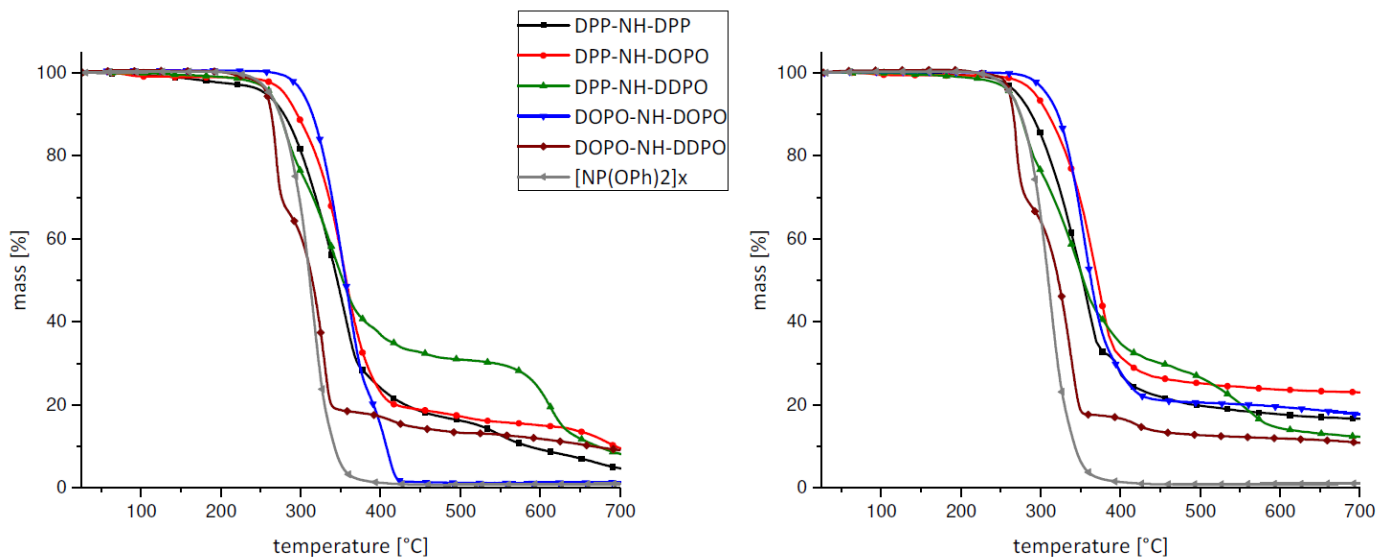 DPP-NH-DPP
DPP-NH-DOPO
DPP-NH-DDPO
DOPO-NH-DOPO
DOPO-NH-DDPO
[NP(OPh)2]x
mass [%]
100
80
60
40
20
0
100 200 300 400 500 600 700
temperature [°C]
mass [%]
100
80
60
40
20
0
100 200 300 400 500 600 700
temperature [°C]